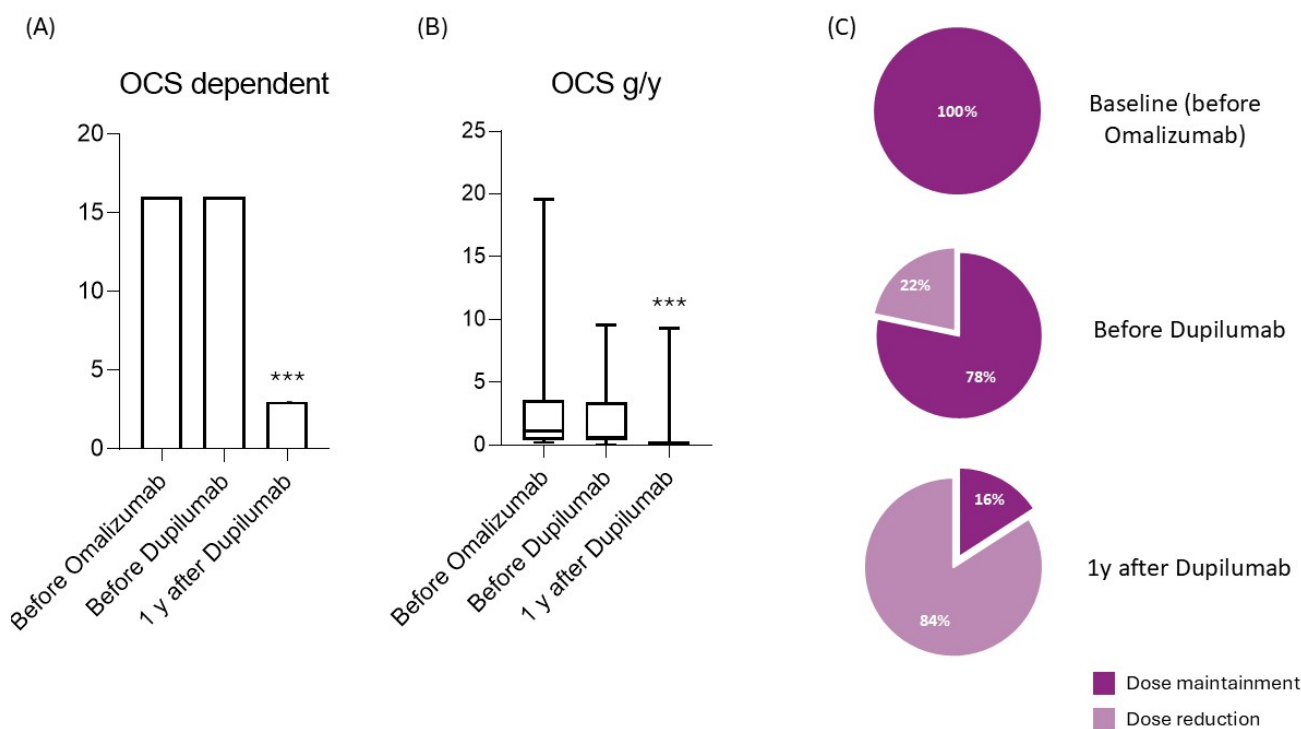 (A)
OCS dependent
20
15
10
5
0
***
Before Omalizumab
Before Dupilumab
1 y after Dupilumab
(B)
OCS g/y
25
20
15
10
5
0
***
Before Omalizumab
Before Dupilumab
1 y after Dupilumab
(C)
100%
Baseline (before
Omalizumab)
22%
78%
Before Dupilumab
16%
84%
1y after Dupilumab
Dose maintainment
Dose reduction